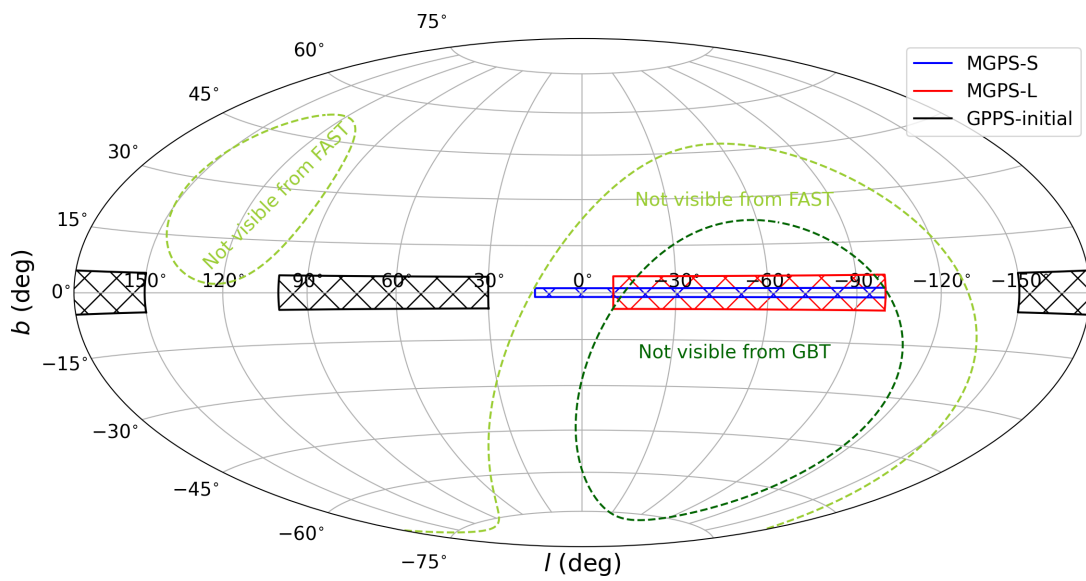 75°
60°
45°
30°
15°
0°
−15°
−30°
−45°
−60°
−75°
150°
120°
90°
60°
30°
0
−30°
−60°
−90°
−120°
−150°
MGPS-S
MGPS-L
GPPS-initial
Not visible from FAST
Not visible from FAST
Not visible from GBT
b (deg)
l (deg)